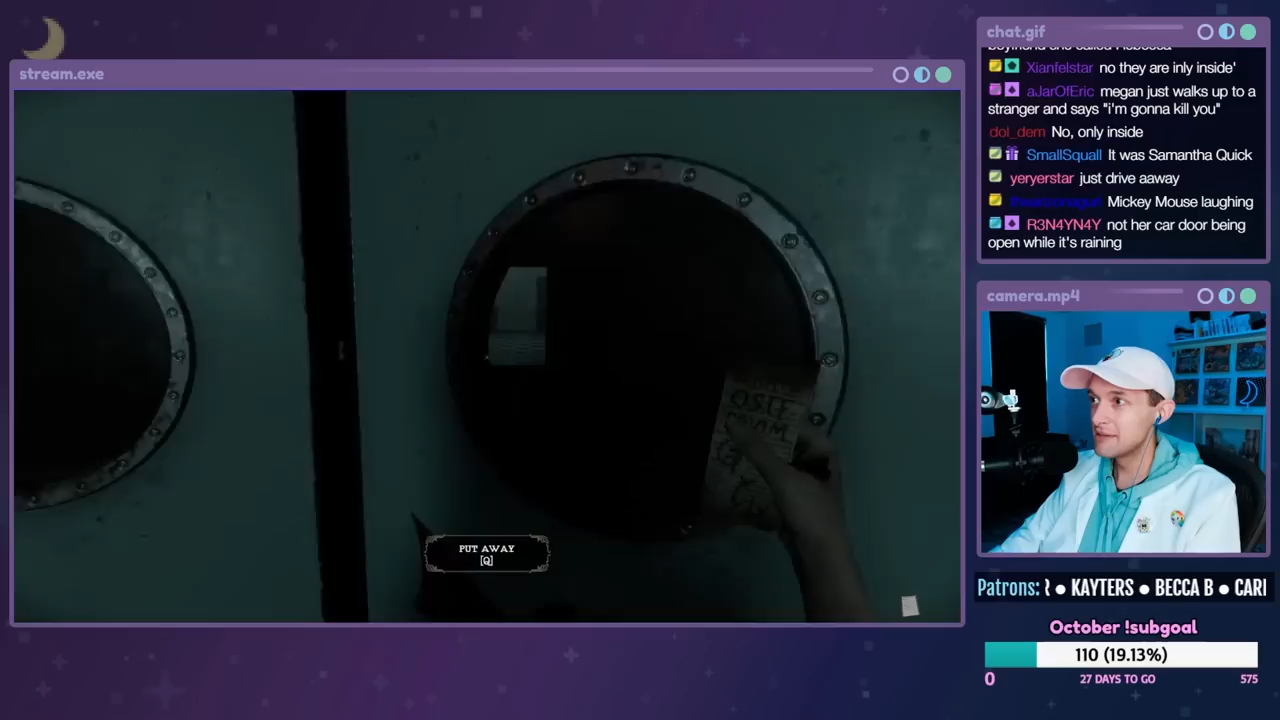 stream.exe
PUT AWAY
[Q]
chat.gif
Xianfelstar no they are inly inside'
aJarOfEric megan just walks up to a
stranger and says "i'm gonna kill you"
dol_dem No, only inside
SmallSquall It was Samantha Quick
yeryerstar just drive aaway
Mickey Mouse laughing
R3N4YN4Y not her car door being
open while it's raining
camera.mp4
Patrons: ● KAYTERS ● BECCA B ● CARI
October !subgoal
110 (19.13%)
0 27 DAYS TO GO 575